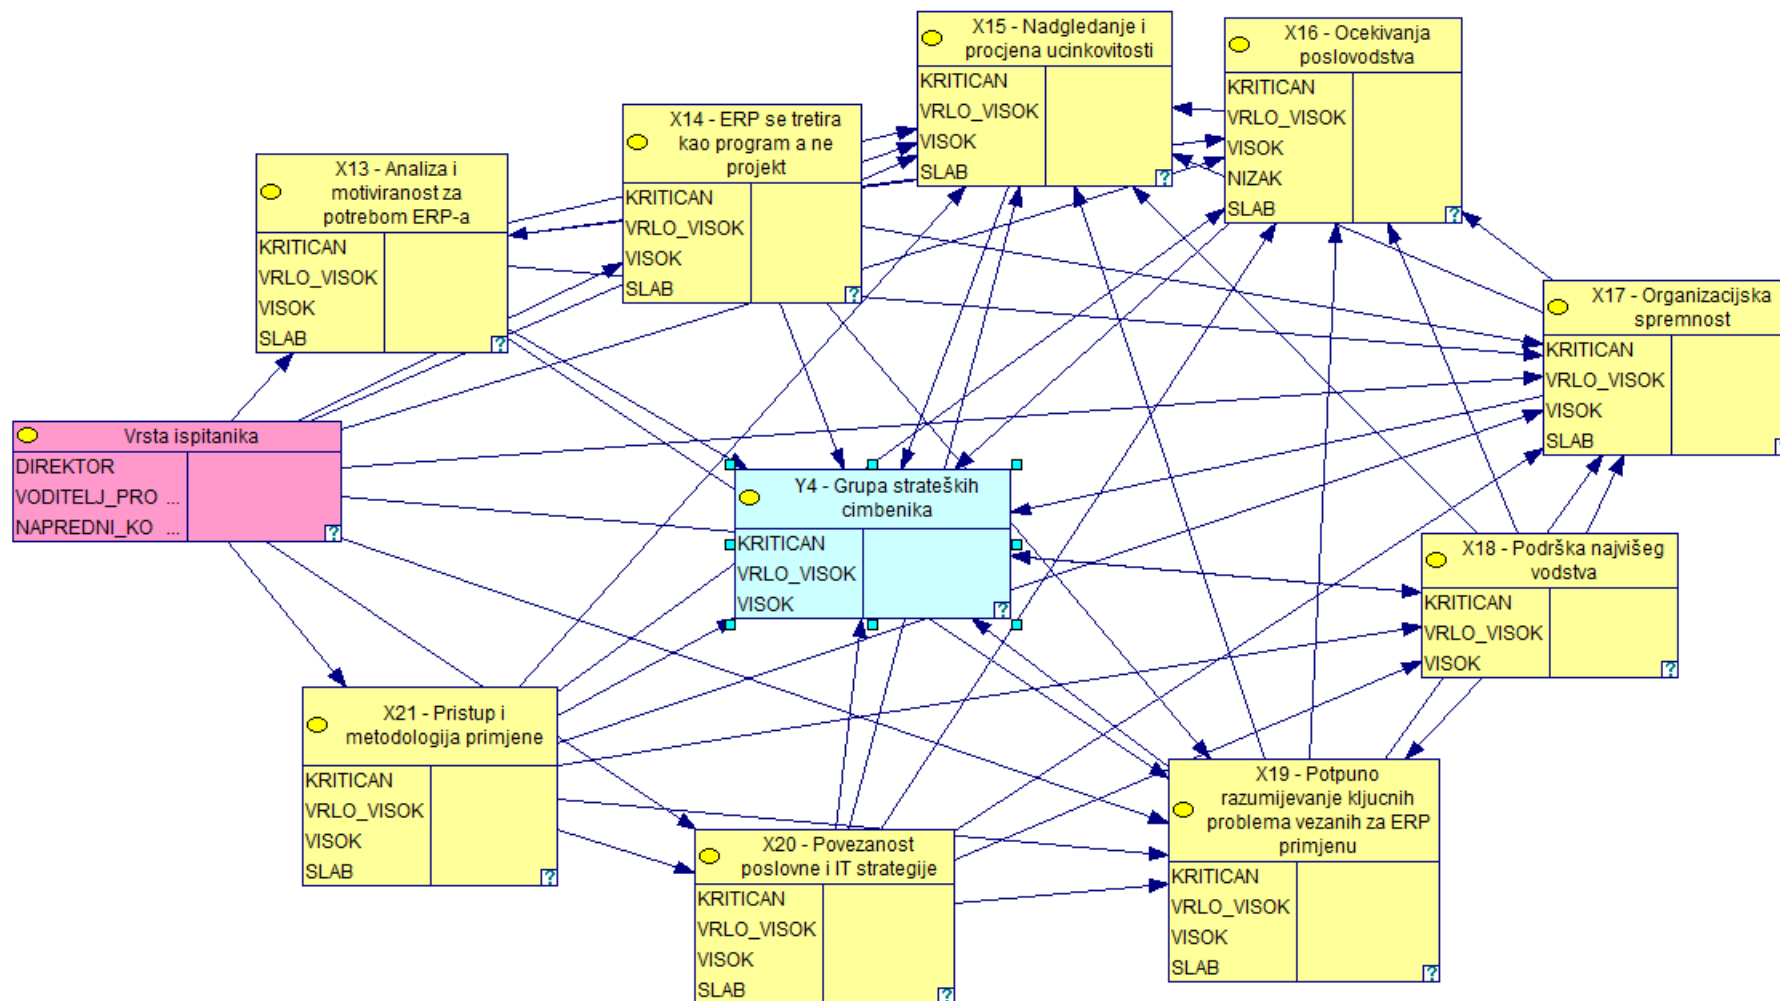 X15 - Nadgledanje i
procjena ucinkovitosti
KRITICAN
VRLO_VISOK
VISOK
SLAB
?
X16 - Ocekivanja
poslovodstva
KRITICAN
VRLO_VISOK
VISOK
NIZAK
SLAB
?
X14 - ERP se tretira
kao program a ne
projekt
KRITICAN
VRLO_VISOK
VISOK
SLAB
?
X13 - Analiza i
motiviranost za
potrebom ERP-a
KRITICAN
VRLO_VISOK
VISOK
SLAB
?
X17 - Organizacijska
spremnost
KRITICAN
VRLO_VISOK
VISOK
SLAB
?
Vrsta ispitanika
DIREKTOR
VODITELJ_PRO ...
NAPREDNI_KO ...
?
Y4 - Grupa strateških
cimbenika
KRITICAN
VRLO_VISOK
VISOK
?
X18 - Podrška najvišeg
vodstva
KRITICAN
VRLO_VISOK
VISOK
?
X21 - Pristup i
metodologija primjene
KRITICAN
VRLO_VISOK
VISOK
SLAB
?
X20 - Povezanost
poslovne i IT strategije
KRITICAN
VRLO_VISOK
VISOK
SLAB
?
X19 - Potpuno
razumijevanje kljucnih
problema vezanih za ERP
primjenu
KRITICAN
VRLO_VISOK
VISOK
SLAB
?